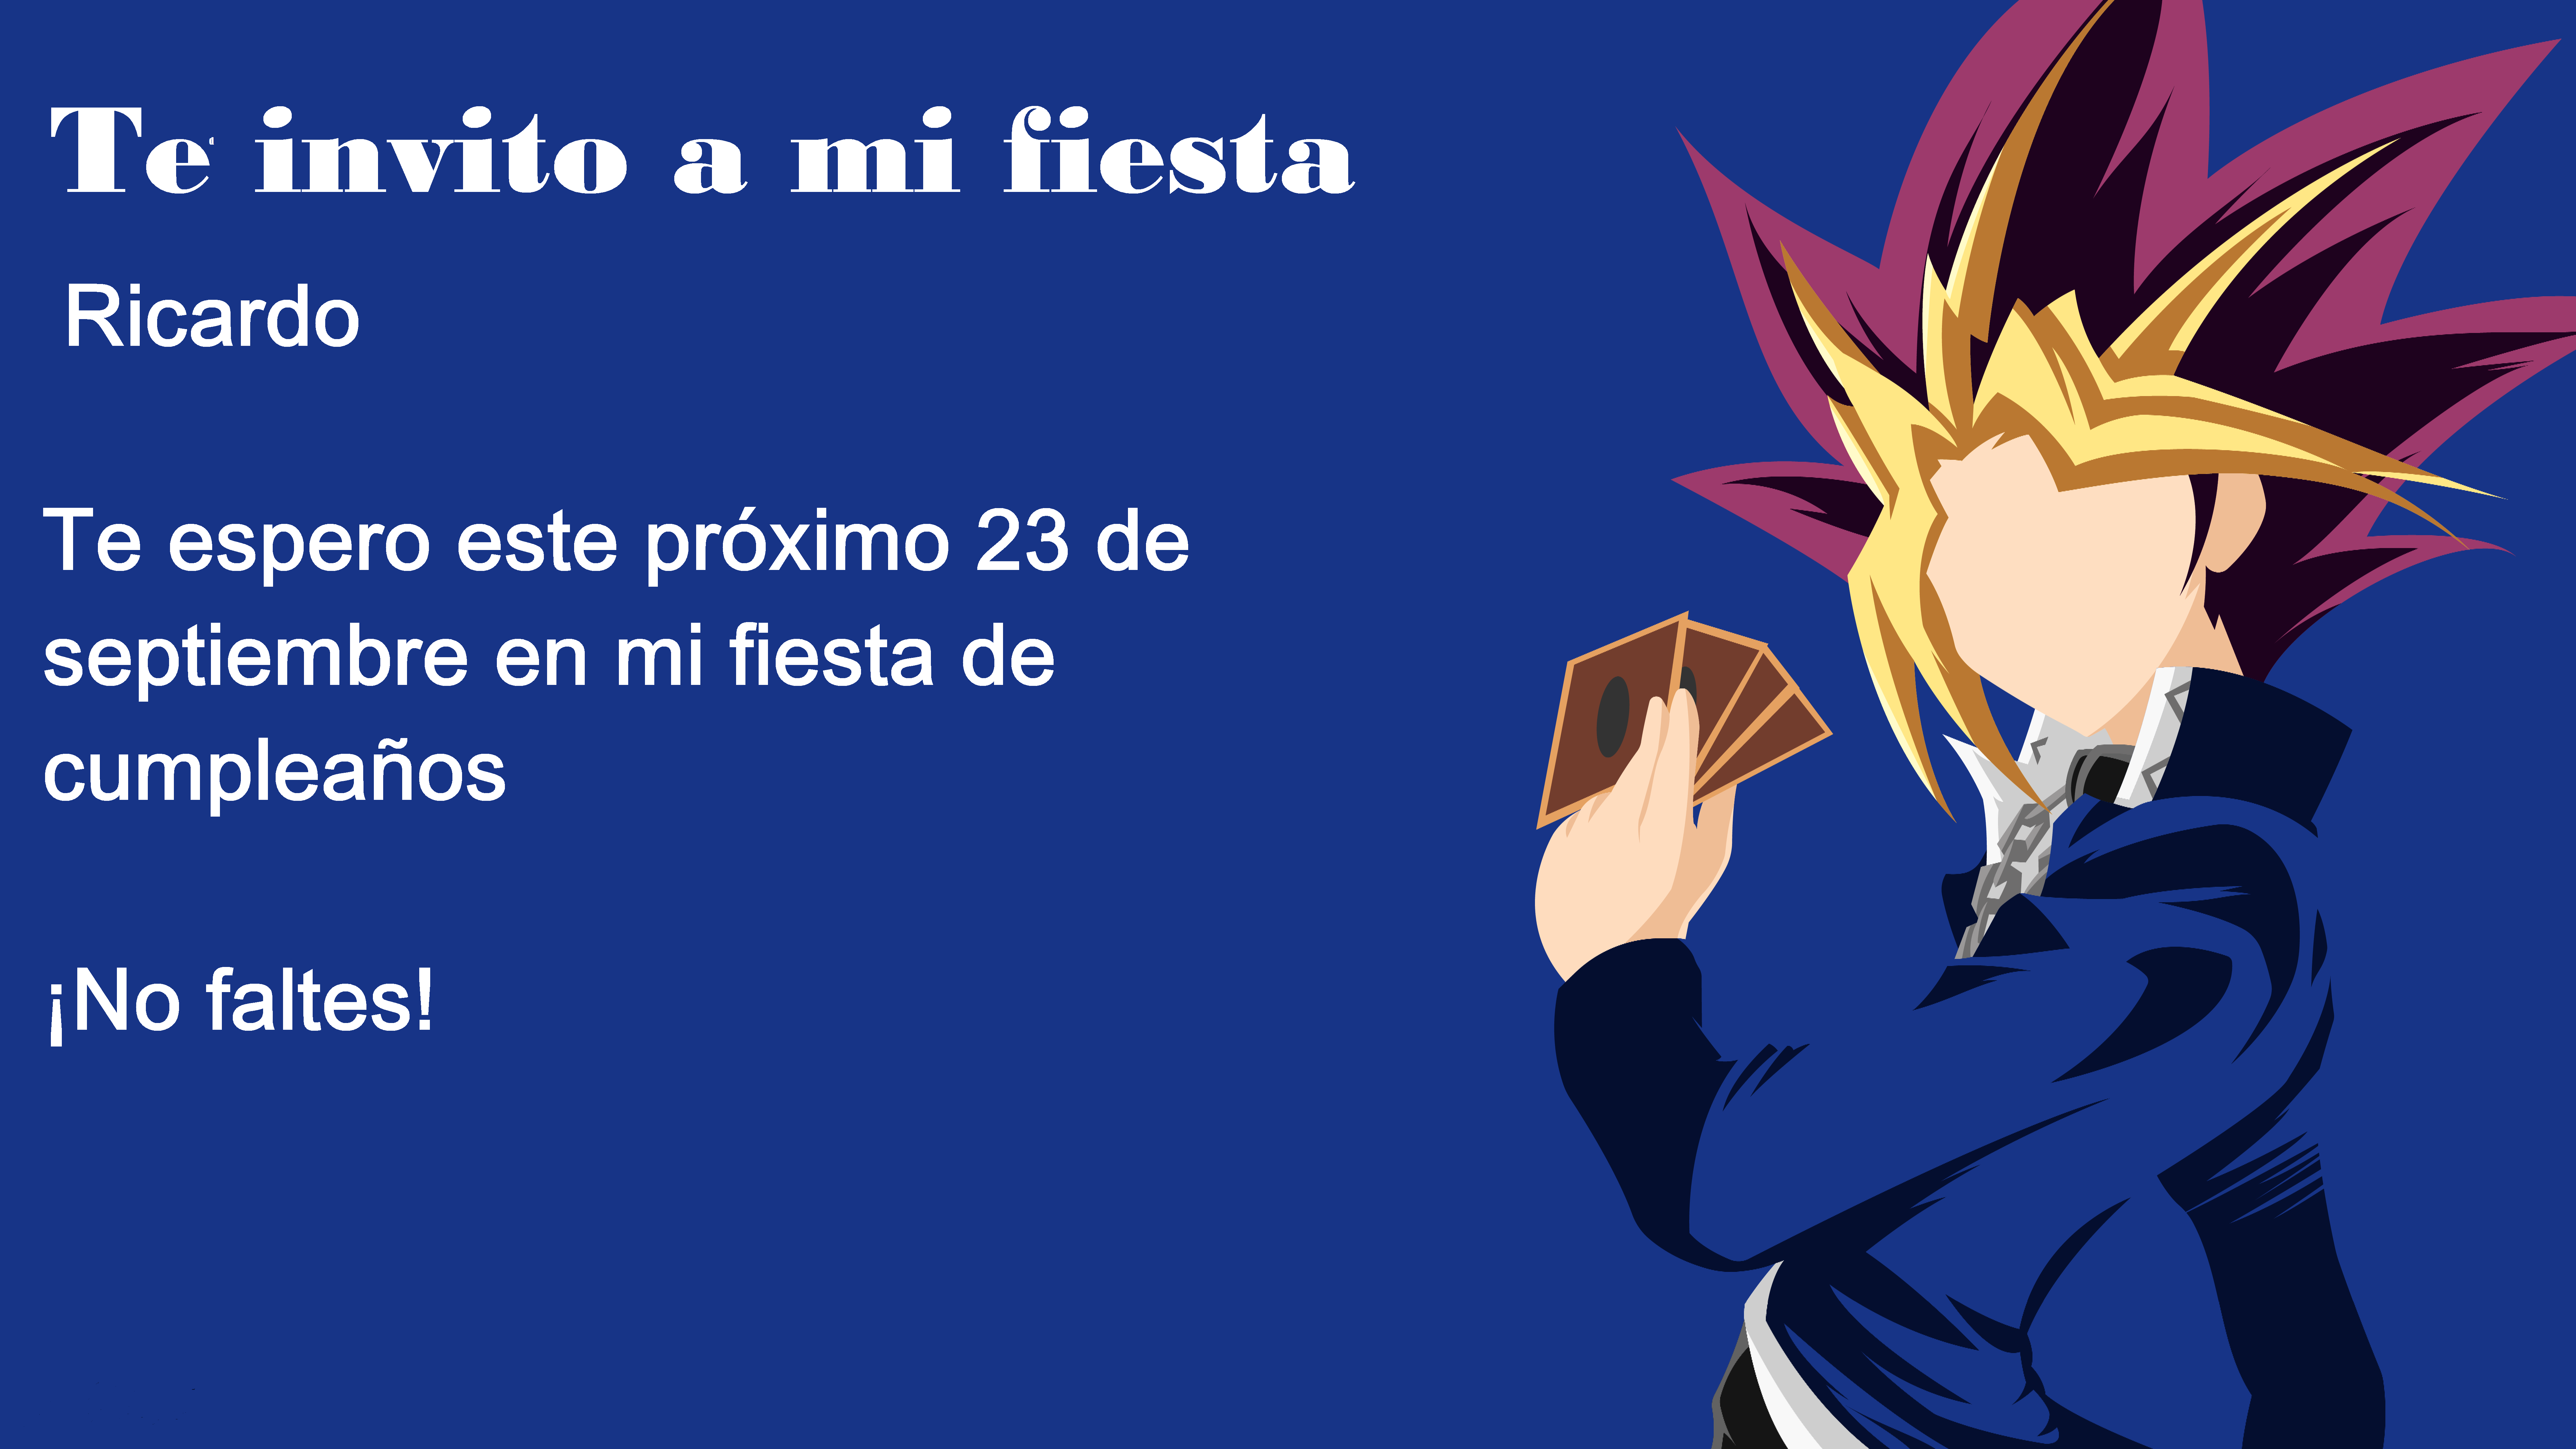 Te invito a mi fiesta
Ricardo
Te espero este próximo 23 de
septiembre en mi fiesta de
cumpleaños
¡No faltes!